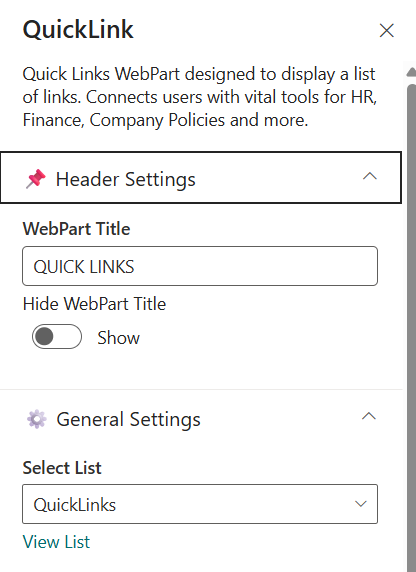 QuickLink
Quick Links WebPart designed to display a list
of links. Connects users with vital tools for HR,
Finance, Company Policies and more.
Header Settings
WebPart Title
QUICK LINKS
Hide WebPart Title
Show
General Settings
Select List
QuickLinks
View List